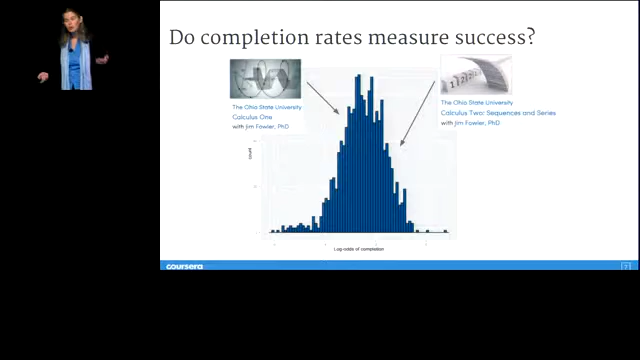 Do completion rates measure success?
The Ohio State University
Calculus One
with Jim Fowler, PhD
The Ohio State University
Calculus Two: Sequences and Series
with Jim Fowler, PhD
Count
Log-odds of completion
coursera
7